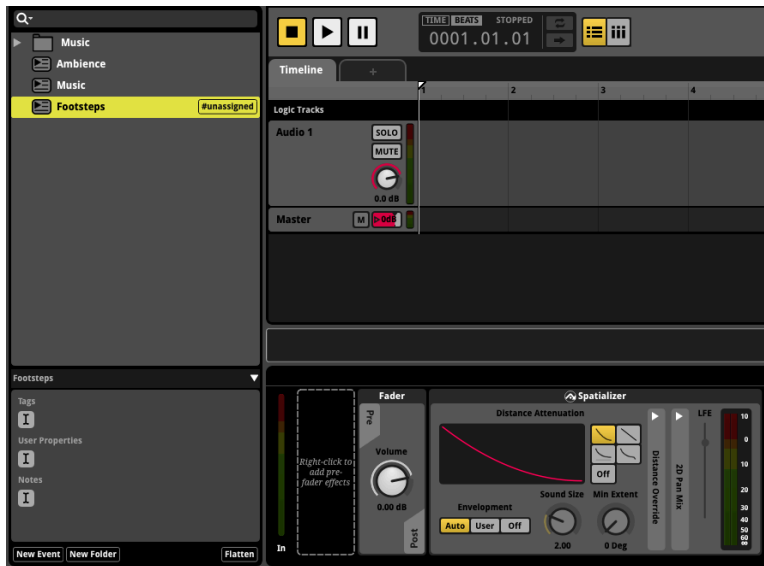 Music
Ambience
Music
Footsteps
#unassigned
Footsteps
Tags
User Properties
Notes
New Event
New Folder
Flatten
TIME BEATS STOPPED
0001.01.01
Timeline
+
1 2 3 4
Logic Tracks
Audio 1
SOLO
MUTE
0.0 dB
Master
M
0dB
In
Right-click to
add pre-
fader effects
Fader
Pre
Volume
0.00 dB
Post
Spatializer
Distance Attenuation
Off
Envelopment
Auto User Off
Sound Size
2.00
Min Extent
0 Deg
Distance Override
2D Pan Mix
LFE
10
0
10
20
30
40
50
60
∞